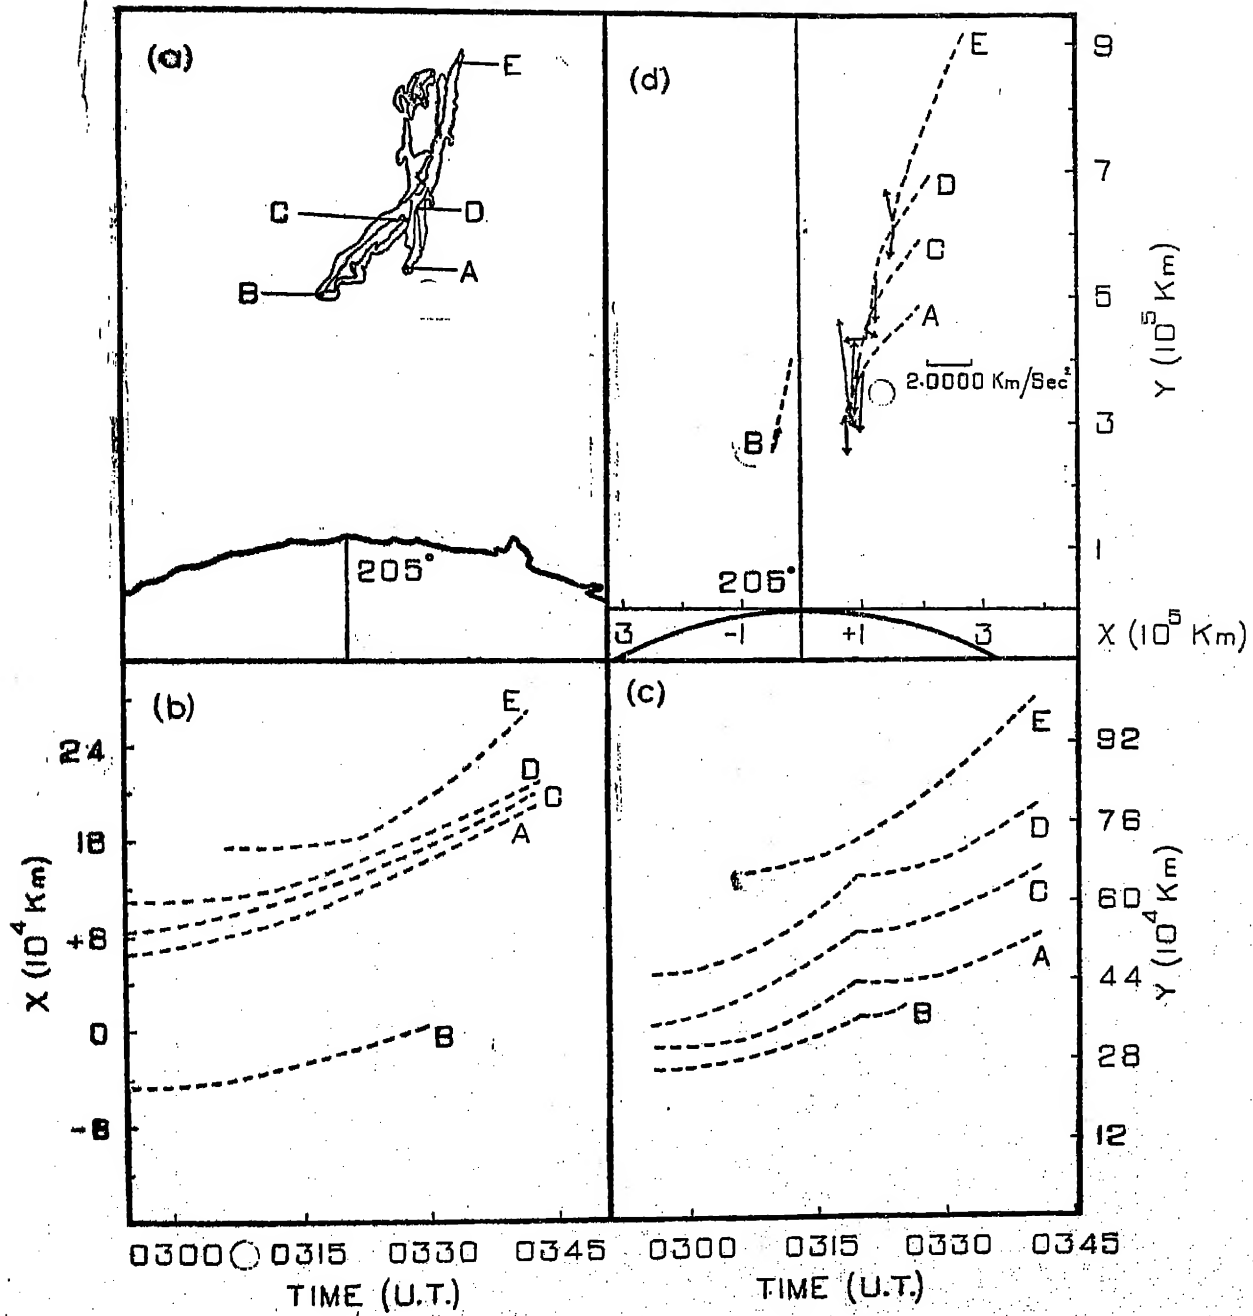 (a)
E
C
D
B
A
205°
(d)
E
9
D
7
C
5
A
2.0000 Km/Sec²
3
B
1
205°
Y (10⁵ Km)
3 -1 +1 3 X (10⁵ Km)
(b)
E
24
D
C
18
A
+8
0
B
-8
X (10⁴ Km)
0300 0315 0330 0345
TIME (U.T.)
(c)
E
92
76
D
C
60
A
44
B
28
12
Y (10⁴ Km)
0300 0315 0330 0345
TIME (U.T.)